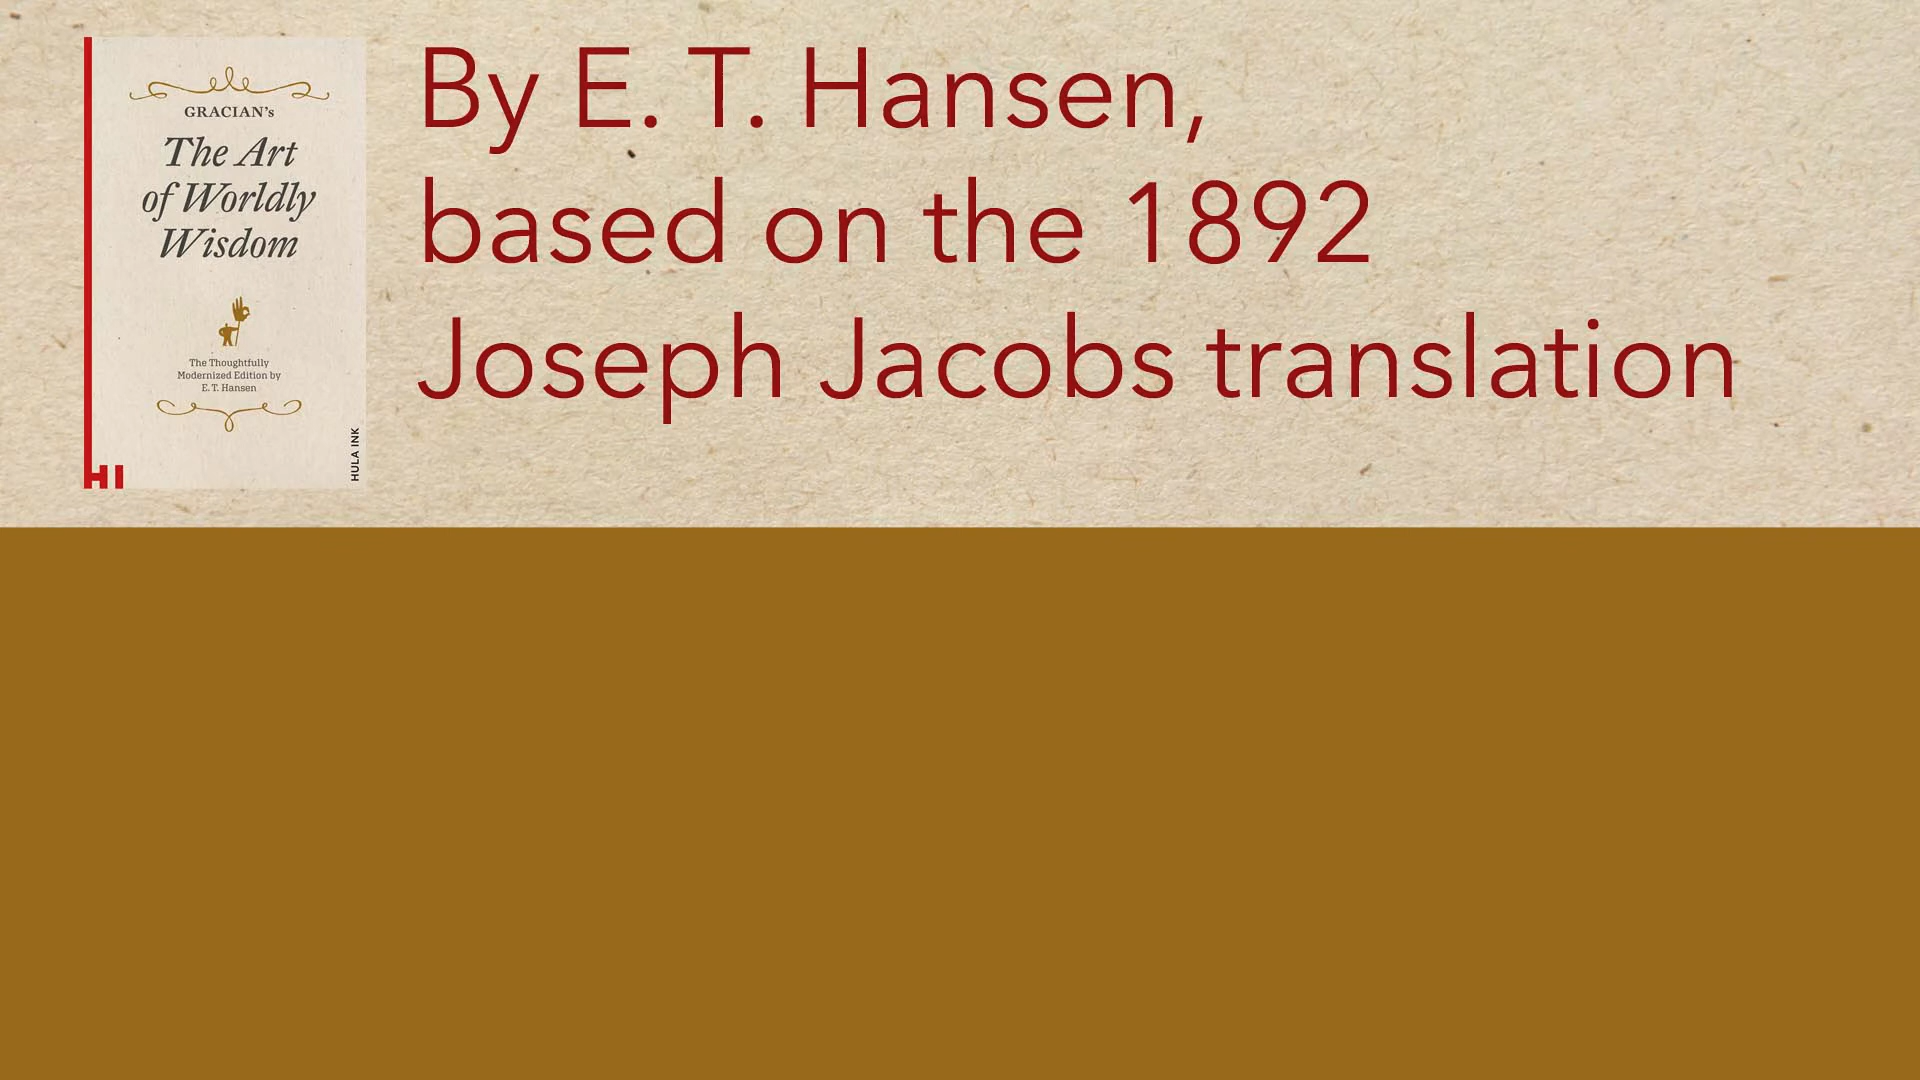 GRACIAN's
The Art
of Worldly
Wisdom
The Thoughtfully
Modernized Edition by
E. T. Hansen
HULA INK
HI
By E. T. Hansen,
based on the 1892
Joseph Jacobs translation